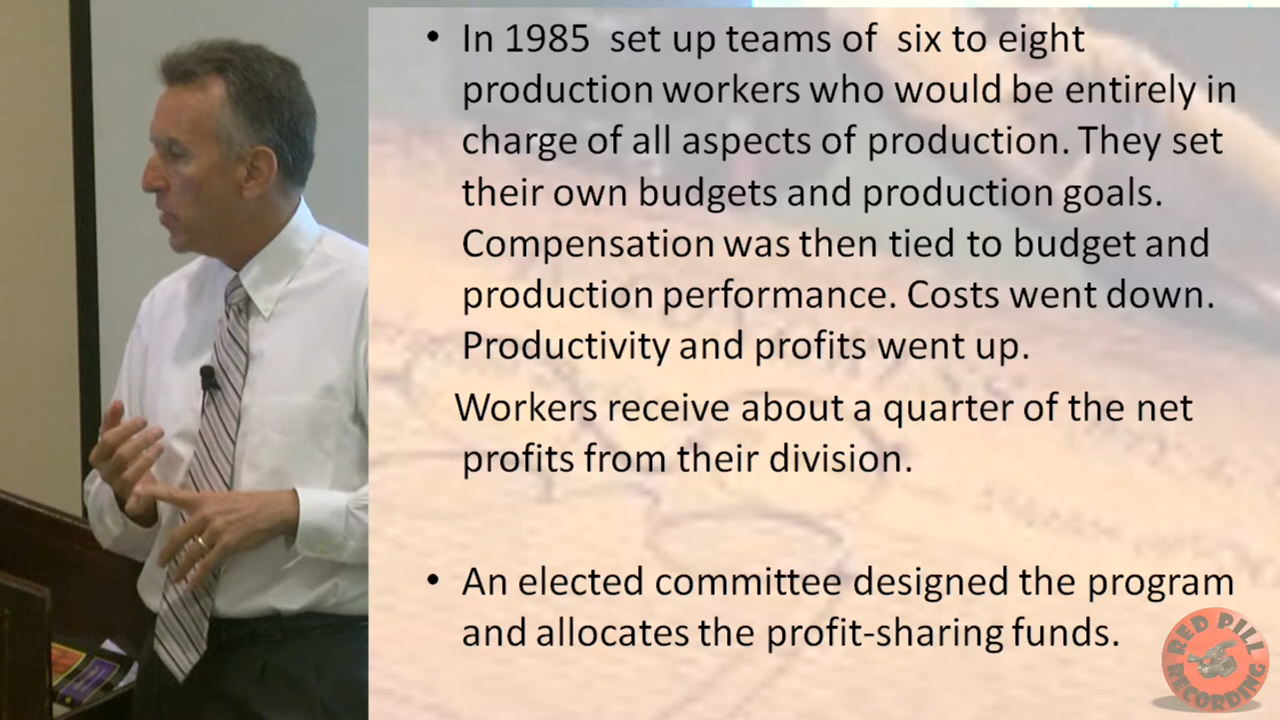 • In 1985 set up teams of six to eight
production workers who would be entirely in
charge of all aspects of production. They set
their own budgets and production goals.
Compensation was then tied to budget and
production performance. Costs went down.
Productivity and profits went up.
Workers receive about a quarter of the net
profits from their division.
• An elected committee designed the program
and allocates the profit-sharing funds.
RED PILL
RECORDING